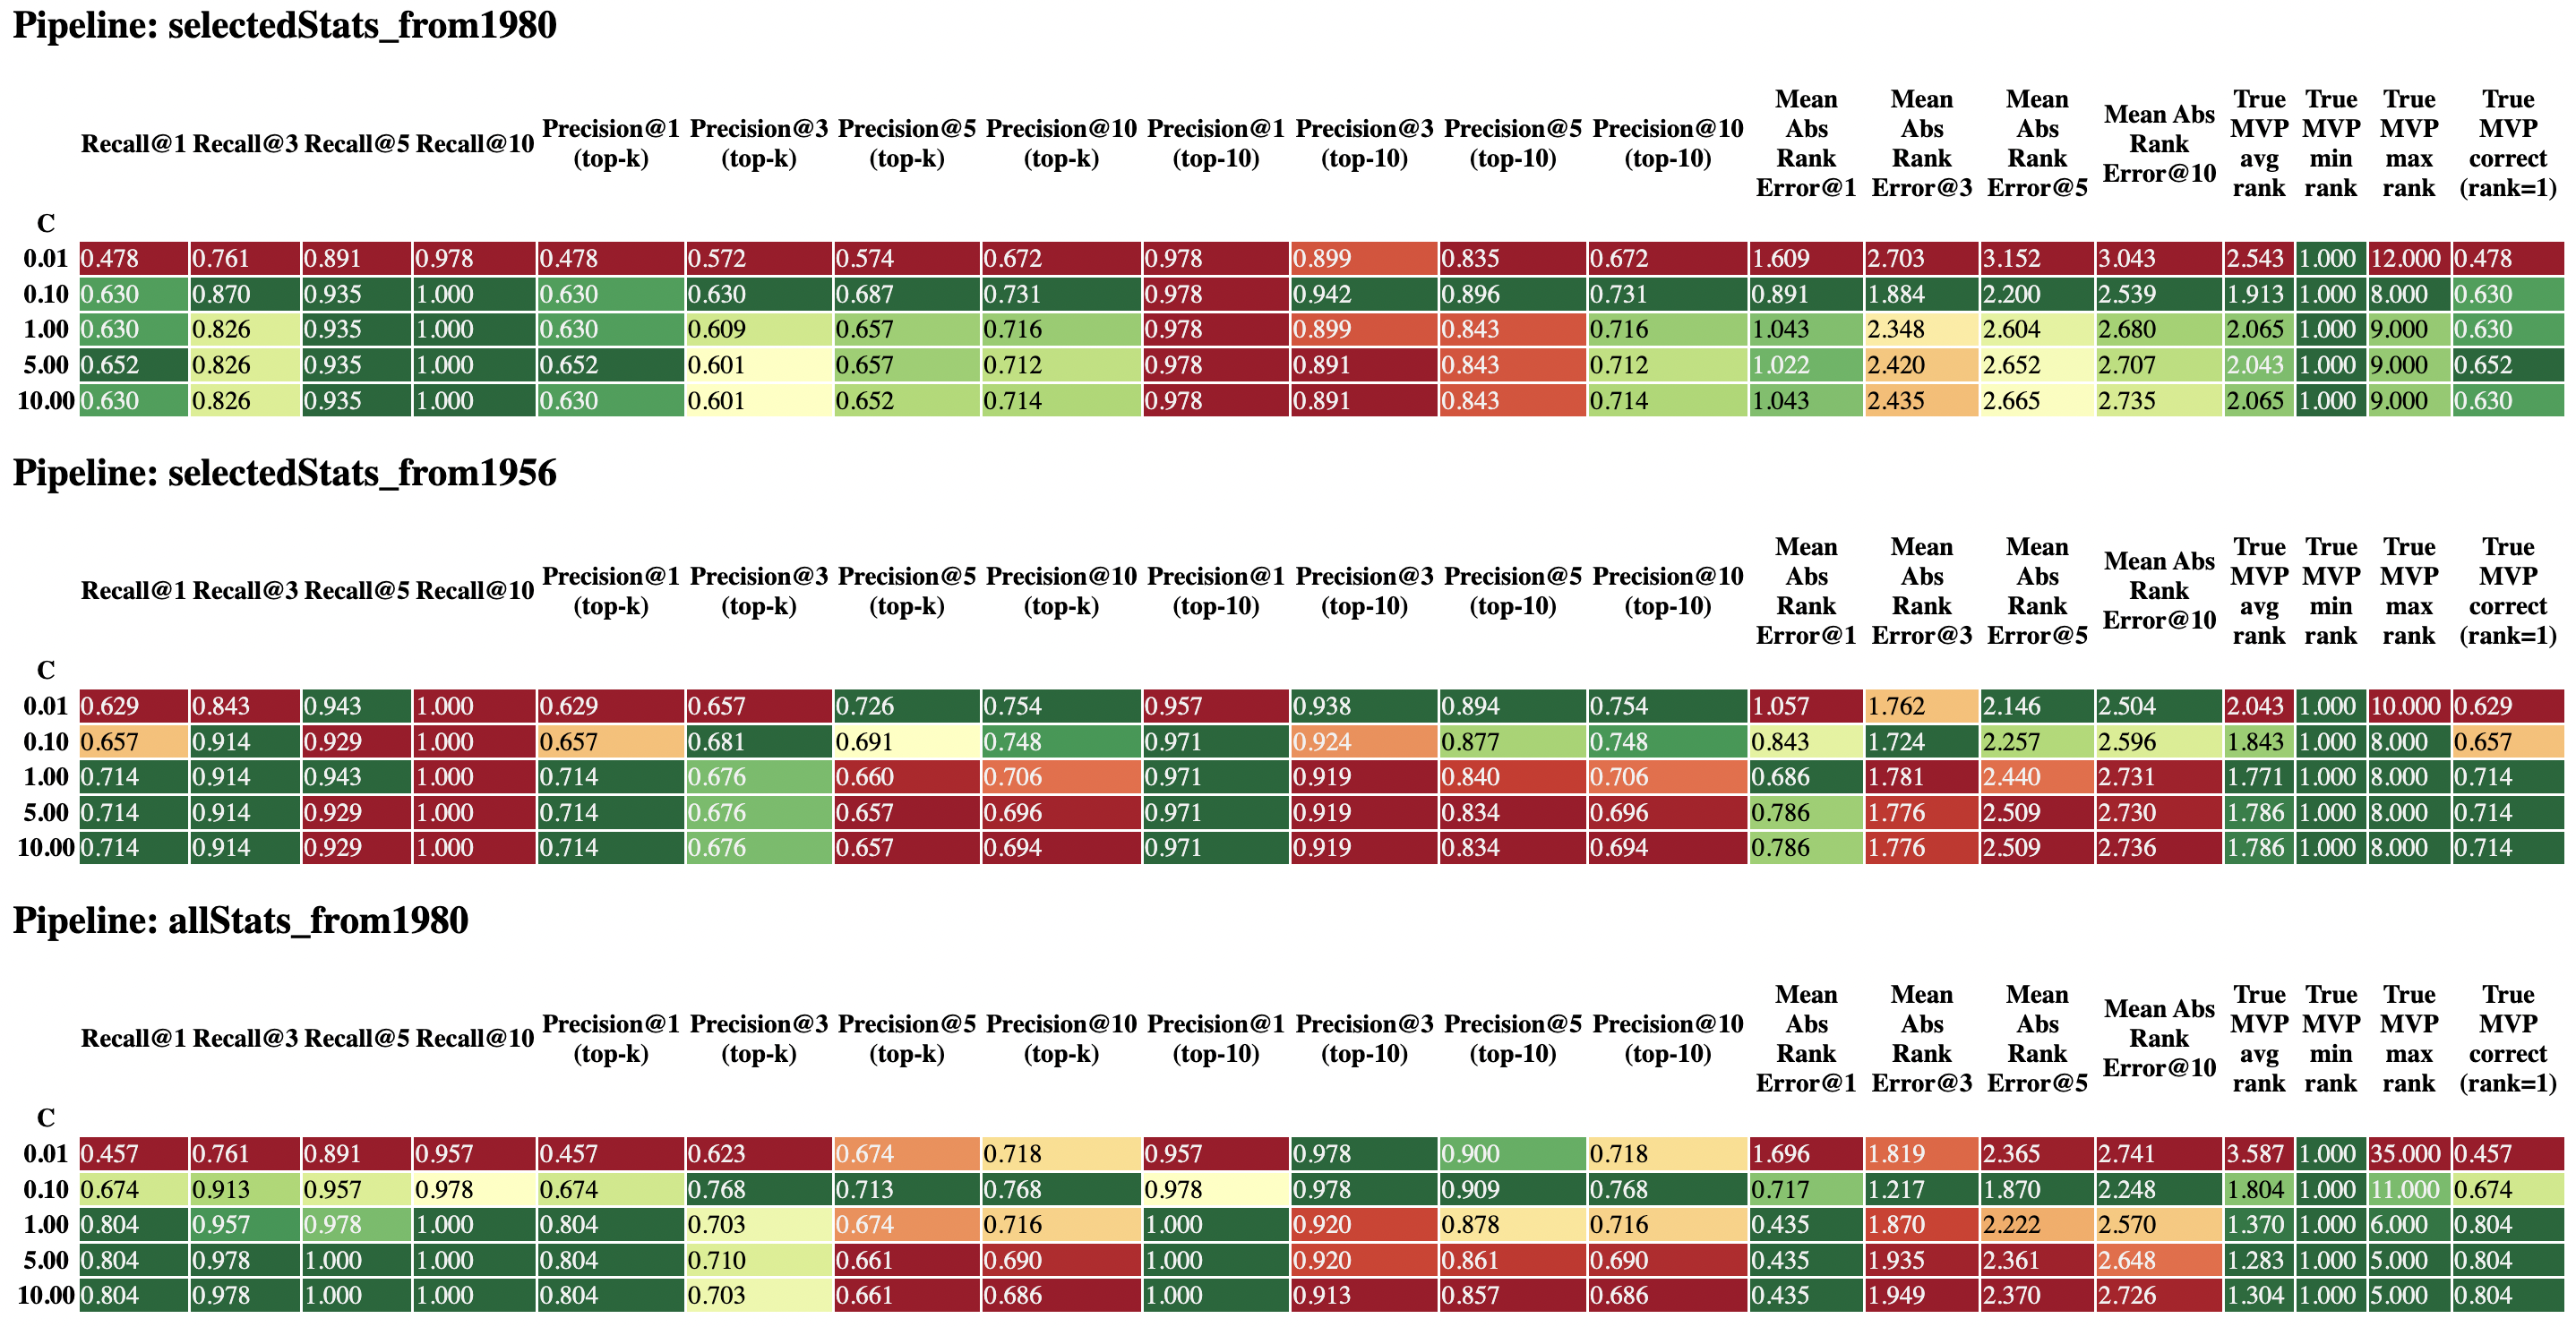 Pipeline: selectedStats_from1980
Recall@1 Recall@3 Recall@5 Recall@10 Precision@1 (top-k) Precision@3 (top-k) Precision@5 (top-k) Precision@10 (top-k) Precision@1 (top-10) Precision@3 (top-10) Precision@5 (top-10) Precision@10 (top-10) Mean Abs Rank Error@1 Mean Abs Rank Error@3 Mean Abs Rank Error@5 Mean Abs Rank Error@10 True MVP avg rank True MVP min rank True MVP max rank True MVP correct (rank=1)
C
0.01 0.478 0.761 0.891 0.978 0.478 0.572 0.574 0.672 0.978 0.899 0.835 0.672 1.609 2.703 3.152 3.043 2.543 1.000 12.000 0.478
0.10 0.630 0.870 0.935 1.000 0.630 0.630 0.687 0.731 0.978 0.942 0.896 0.731 0.891 1.884 2.200 2.539 1.913 1.000 8.000 0.630
1.00 0.630 0.826 0.935 1.000 0.630 0.609 0.657 0.716 0.978 0.899 0.843 0.716 1.043 2.348 2.604 2.680 2.065 1.000 9.000 0.630
5.00 0.652 0.826 0.935 1.000 0.652 0.601 0.657 0.712 0.978 0.891 0.843 0.712 1.022 2.420 2.652 2.707 2.043 1.000 9.000 0.652
10.00 0.630 0.826 0.935 1.000 0.630 0.601 0.652 0.714 0.978 0.891 0.843 0.714 1.043 2.435 2.665 2.735 2.065 1.000 9.000 0.630
Pipeline: selectedStats_from1956
Recall@1 Recall@3 Recall@5 Recall@10 Precision@1 (top-k) Precision@3 (top-k) Precision@5 (top-k) Precision@10 (top-k) Precision@1 (top-10) Precision@3 (top-10) Precision@5 (top-10) Precision@10 (top-10) Mean Abs Rank Error@1 Mean Abs Rank Error@3 Mean Abs Rank Error@5 Mean Abs Rank Error@10 True MVP avg rank True MVP min rank True MVP max rank True MVP correct (rank=1)
C
0.01 0.629 0.843 0.943 1.000 0.629 0.657 0.726 0.754 0.957 0.938 0.894 0.754 1.057 1.762 2.146 2.504 2.043 1.000 10.000 0.629
0.10 0.657 0.914 0.929 1.000 0.657 0.681 0.691 0.748 0.971 0.924 0.877 0.748 0.843 1.724 2.257 2.596 1.843 1.000 8.000 0.657
1.00 0.714 0.914 0.943 1.000 0.714 0.676 0.660 0.706 0.971 0.919 0.840 0.706 0.686 1.781 2.440 2.731 1.771 1.000 8.000 0.714
5.00 0.714 0.914 0.929 1.000 0.714 0.676 0.657 0.696 0.971 0.919 0.834 0.696 0.786 1.776 2.509 2.730 1.786 1.000 8.000 0.714
10.00 0.714 0.914 0.929 1.000 0.714 0.676 0.657 0.694 0.971 0.919 0.834 0.694 0.786 1.776 2.509 2.736 1.786 1.000 8.000 0.714
Pipeline: allStats_from1980
Recall@1 Recall@3 Recall@5 Recall@10 Precision@1 (top-k) Precision@3 (top-k) Precision@5 (top-k) Precision@10 (top-k) Precision@1 (top-10) Precision@3 (top-10) Precision@5 (top-10) Precision@10 (top-10) Mean Abs Rank Error@1 Mean Abs Rank Error@3 Mean Abs Rank Error@5 Mean Abs Rank Error@10 True MVP avg rank True MVP min rank True MVP max rank True MVP correct (rank=1)
C
0.01 0.457 0.761 0.891 0.957 0.457 0.623 0.674 0.718 0.957 0.978 0.900 0.718 1.696 1.819 2.365 2.741 3.587 1.000 35.000 0.457
0.10 0.674 0.913 0.957 0.978 0.674 0.768 0.713 0.768 0.978 0.978 0.909 0.768 0.717 1.217 1.870 2.248 1.804 1.000 11.000 0.674
1.00 0.804 0.957 0.978 1.000 0.804 0.703 0.674 0.716 1.000 0.920 0.878 0.716 0.435 1.870 2.222 2.570 1.370 1.000 6.000 0.804
5.00 0.804 0.978 1.000 1.000 0.804 0.710 0.661 0.690 1.000 0.920 0.861 0.690 0.435 1.935 2.361 2.648 1.283 1.000 5.000 0.804
10.00 0.804 0.978 1.000 1.000 0.804 0.703 0.661 0.686 1.000 0.913 0.857 0.686 0.435 1.949 2.370 2.726 1.304 1.000 5.000 0.804